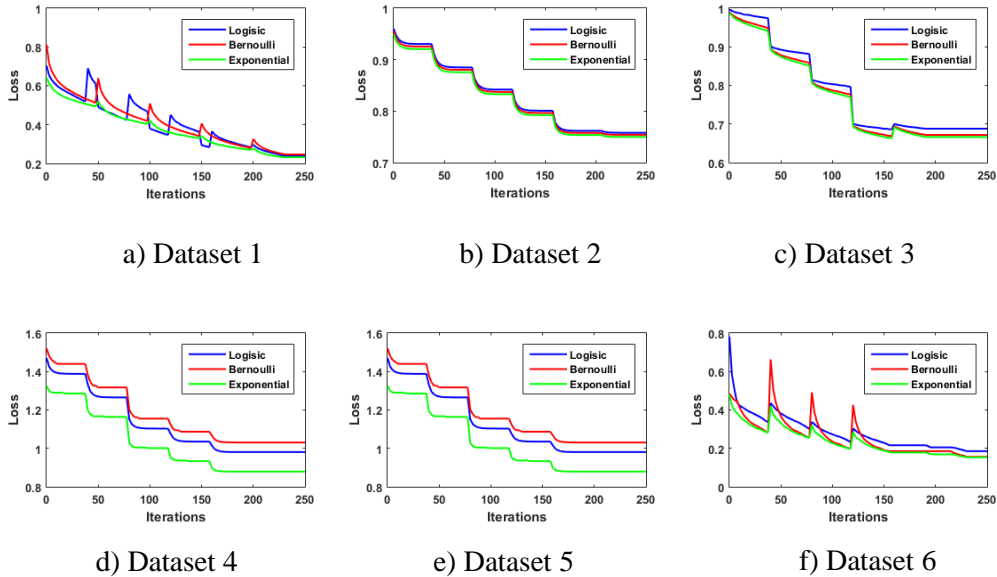 1
0.8
0.6
0.4
0.2
0 50 100 150 200 250
Loss
Iterations
Logisic
Bernoulli
Exponential
a) Dataset 1
1
0.9
0.8
0.7
0 50 100 150 200 250
Loss
Iterations
Logisic
Bernoulli
Exponential
b) Dataset 2
1
0.9
0.8
0.7
0.6
0 50 100 150 200 250
Loss
Iterations
Logisic
Bernoulli
Exponential
c) Dataset 3
1.6
1.4
1.2
1
0.8
0 50 100 150 200 250
Loss
Iterations
Logisic
Bernoulli
Exponential
d) Dataset 4
1.6
1.4
1.2
1
0.8
0 50 100 150 200 250
Loss
Iterations
Logisic
Bernoulli
Exponential
e) Dataset 5
0.8
0.6
0.4
0.2
0
0 50 100 150 200 250
Loss
Iterations
Logisic
Bernoulli
Exponential
f) Dataset 6